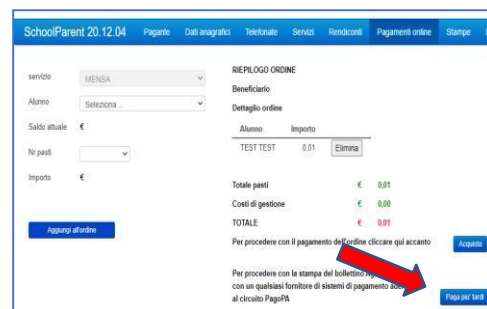 SchoolParent 20.12.04 Pagante Dati anagrafici Telefonate Servizi Rendiconti Pagamenti online Stampe
servizio MENSA
Alunno Seleziona ...
Saldo attuale €
Nr pasti
Importo €
Aggiungi all'ordine
RIEPILOGO ORDINE
Beneficiario
Dettaglio ordine
Alunno Importo
TEST TEST 0,01 Elimina
Totale pasti € 0,01
Costi di gestione € 0,00
TOTALE € 0,01
Per procedere con il pagamento dell'ordine cliccare qui accanto Acquista
Per procedere con la stampa del bollettino
con un qualsiasi fornitore di sistemi di pagamento
al circuito PagoPA Paga piu' tardi